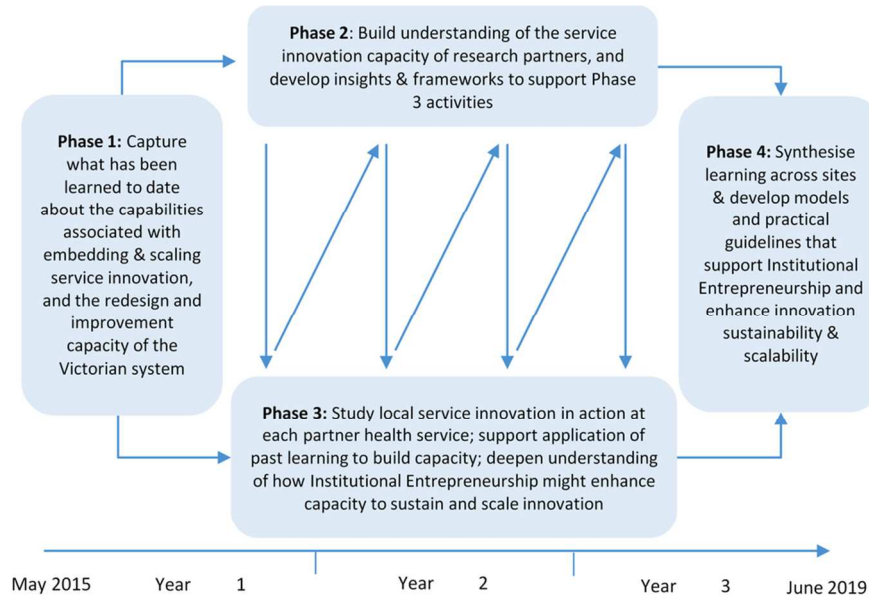 Phase 2: Build understanding of the service
innovation capacity of research partners, and
develop insights & frameworks to support Phase
3 activities
Phase 1: Capture
what has been
learned to date
about the capabilities
associated with
embedding & scaling
service innovation,
and the redesign and
improvement
capacity of the
Victorian system
Phase 4: Synthesise
learning across sites
& develop models
and practical
guidelines that
support Institutional
Entrepreneurship and
enhance innovation
sustainability &
scalability
Phase 3: Study local service innovation in action at
each partner health service; support application of
past learning to build capacity; deepen understanding
of how Institutional Entrepreneurship might enhance
capacity to sustain and scale innovation
May 2015 Year 1 Year 2 Year 3 June 2019